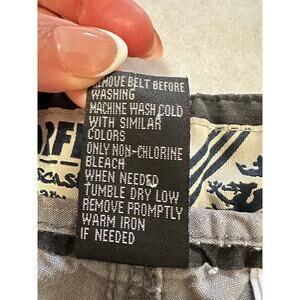 REMOVE BELT BEFORE
WASHING
MACHINE WASH COLD
WITH SIMILAR
COLORS
ONLY NON-CHLORINE
BLEACH
WHEN NEEDED
TUMBLE DRY LOW
REMOVE PROMPTLY
WARM IRON
IF NEEDED